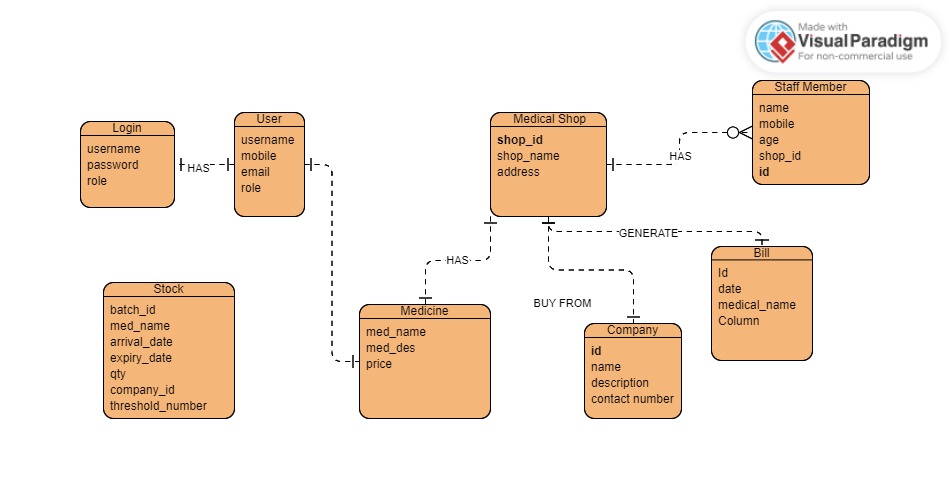 Made with
Visual Paradigm
For non-commercial use
Staff Member
name
mobile
age
shop_id
id
Login
username
password
role
HAS
User
username
mobile
email
role
Medical Shop
shop_id
shop_name
address
HAS
GENERATE
Bill
Id
date
medical_name
Column
HAS
BUY FROM
Stock
batch_id
med_name
arrival_date
expiry_date
qty
company_id
threshold_number
Medicine
med_name
med_des
price
Company
id
name
description
contact number